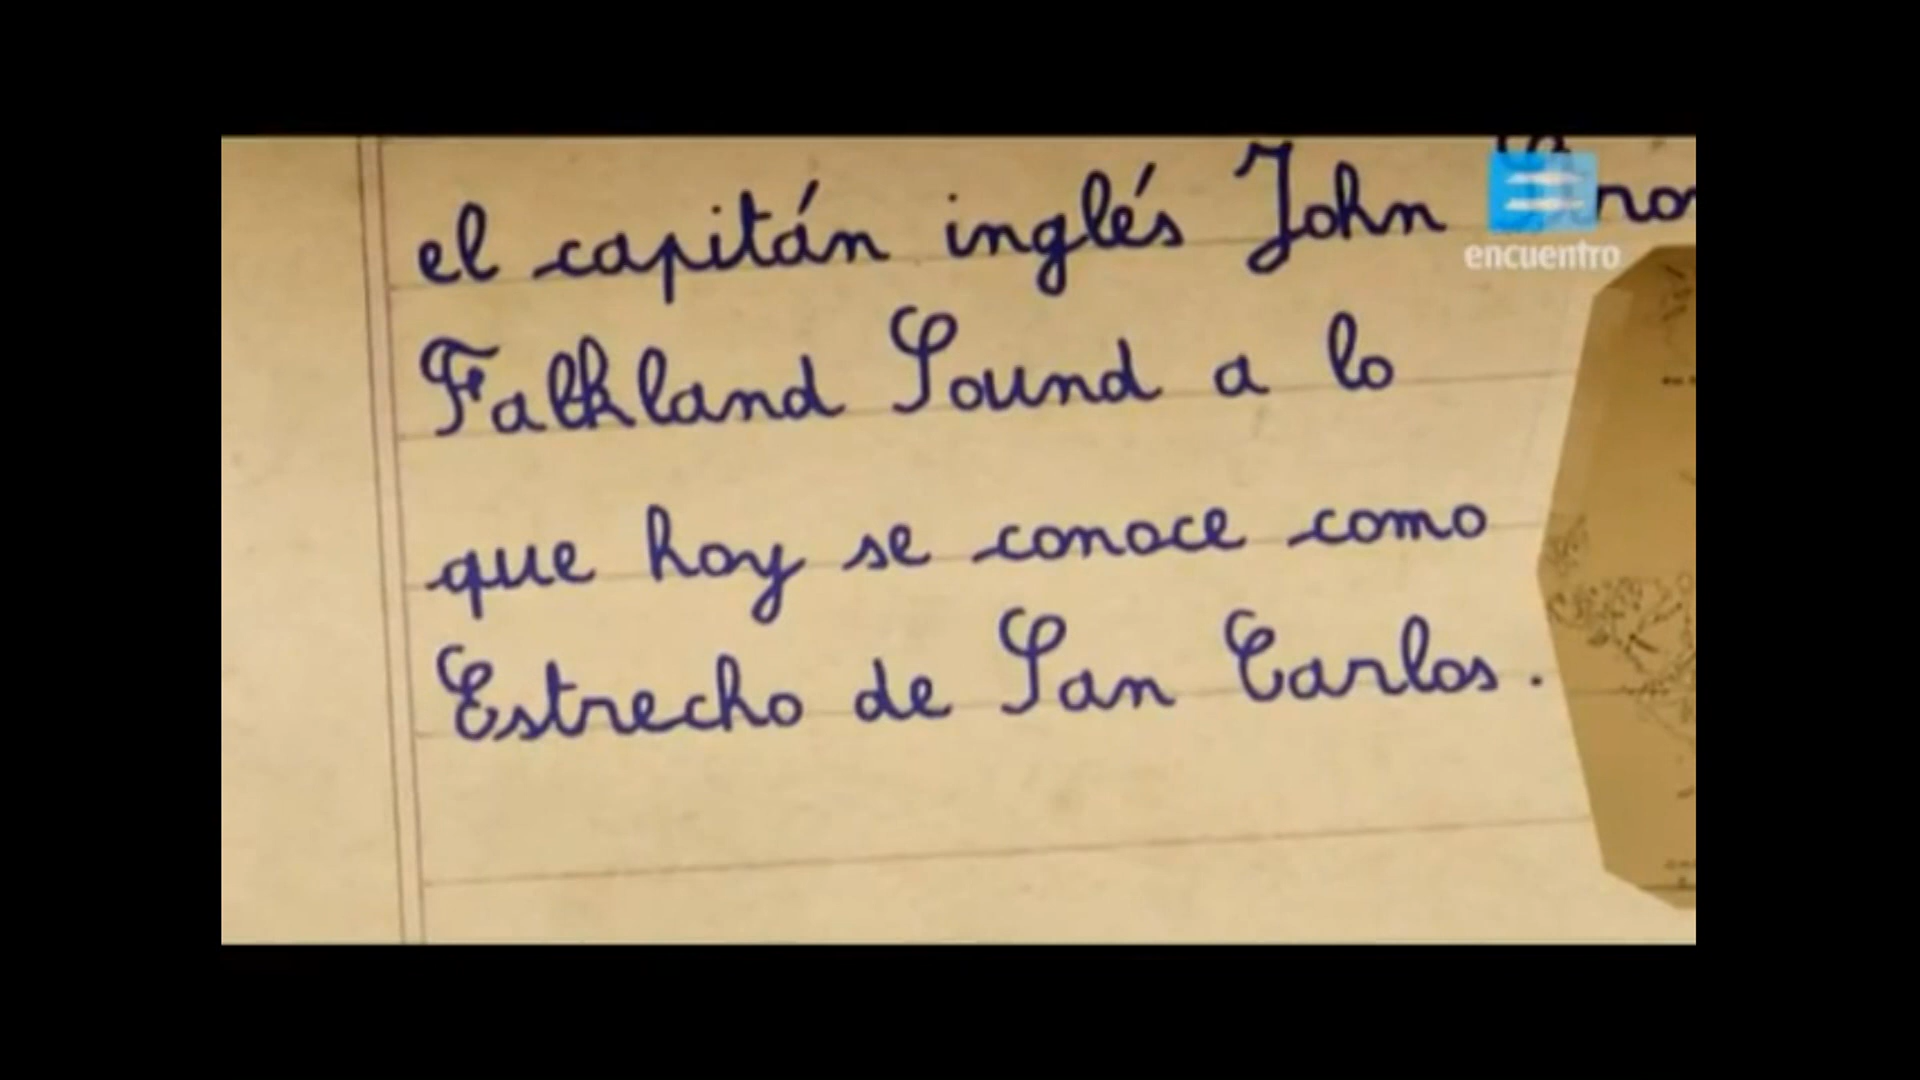 el capitán inglés John
Falkland Sound a lo
que hoy se conoce como
Estrecho de San Carlos.
encuentro